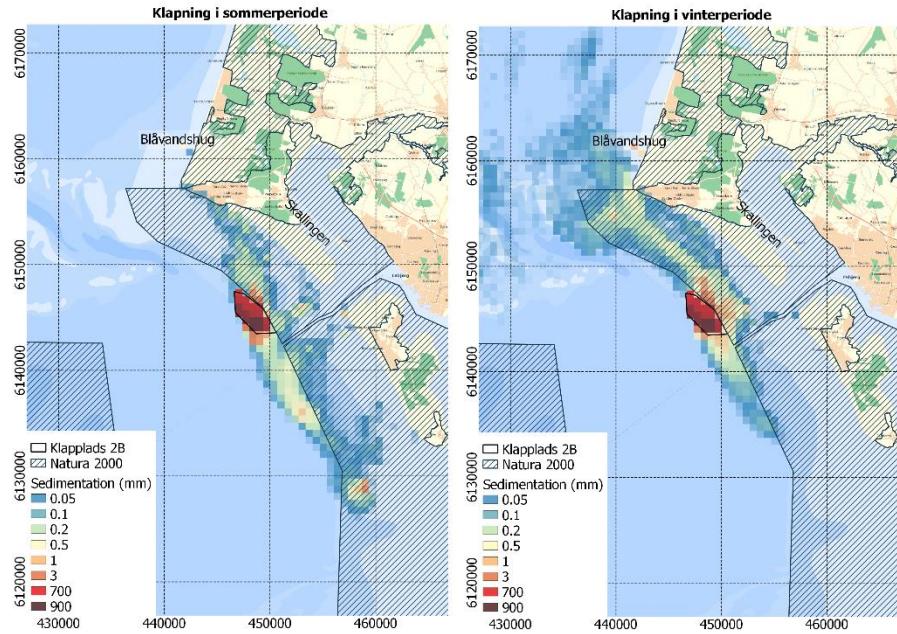 Klapning i sommerperiode
6170000
6160000
6150000
6140000
6130000
6120000
Blåvandshug
Skallingen
Esbjerg
Klapplads 2B
Natura 2000
Sedimentation (mm)
0.05
0.1
0.2
0.5
1
3
700
900
430000 440000 450000 460000
Klapning i vinterperiode
6170000
6160000
6150000
6140000
6130000
6120000
Blåvandshug
Skallingen
Esbjerg
Klapplads 2B
Natura 2000
Sedimentation (mm)
0.05
0.1
0.2
0.5
1
3
700
900
430000 440000 450000 460000